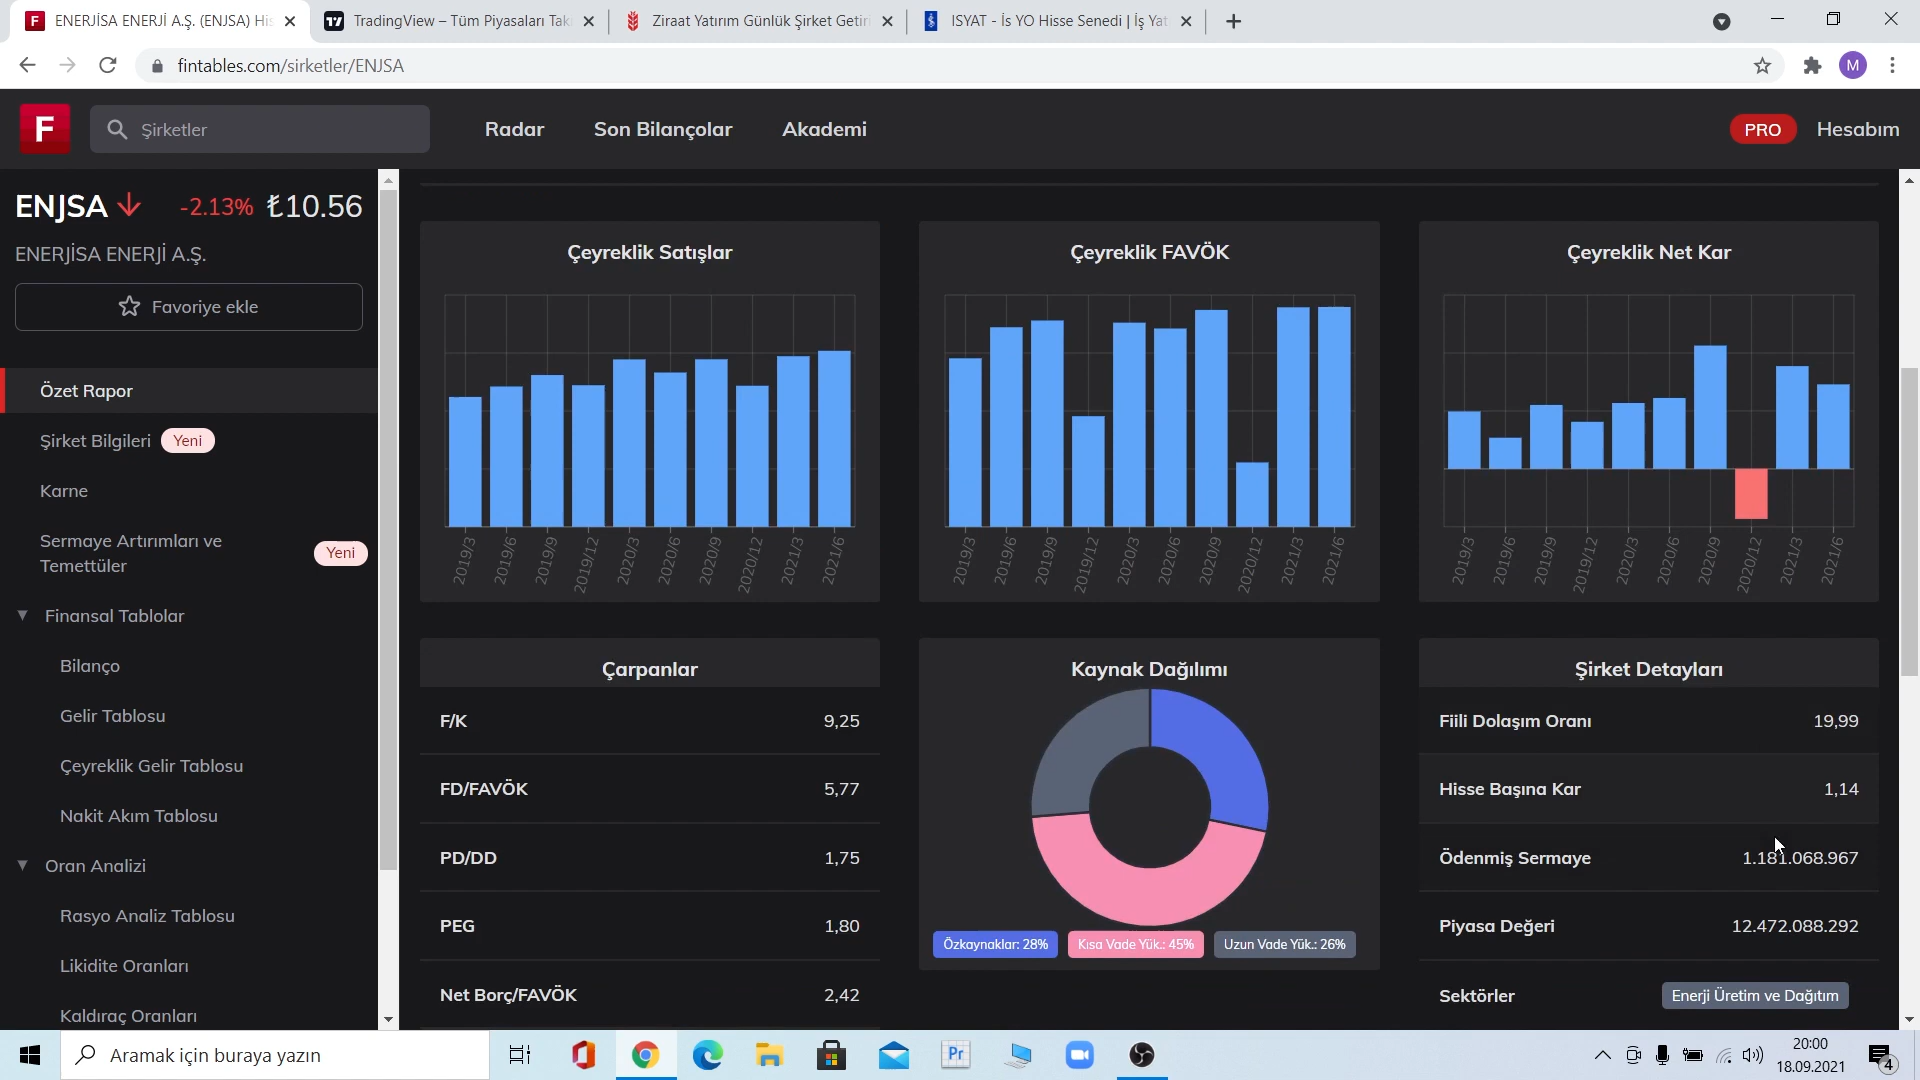 ENERJİSA ENERJİ A.Ş. (ENJSA) His
TradingView – Tüm Piyasaları Tak
Ziraat Yatırım Günlük Şirket Getiri
ISYAT - İs YO Hisse Senedi | İş Yat
fintables.com/sirketler/ENJSA
M
F
Şirketler
Radar
Son Bilançolar
Akademi
PRO
Hesabım
ENJSA
-2.13%
₺10.56
ENERJİSA ENERJİ A.Ş.
Favoriye ekle
Özet Rapor
Şirket Bilgileri Yeni
Karne
Sermaye Artırımları ve
Temettüler
Yeni
Finansal Tablolar
Bilanço
Gelir Tablosu
Çeyreklik Gelir Tablosu
Nakit Akım Tablosu
Oran Analizi
Rasyo Analiz Tablosu
Likidite Oranları
Kaldıraç Oranları
Çeyreklik Satışlar
2019/3 2019/6 2019/9 2019/12 2020/3 2020/6 2020/9 2020/12 2021/3 2021/6
Çeyreklik FAVÖK
2019/3 2019/6 2019/9 2019/12 2020/3 2020/6 2020/9 2020/12 2021/3 2021/6
Çeyreklik Net Kar
2019/3 2019/6 2019/9 2019/12 2020/3 2020/6 2020/9 2020/12 2021/3 2021/6
Çarpanlar
F/K 9,25
FD/FAVÖK 5,77
PD/DD 1,75
PEG 1,80
Net Borç/FAVÖK 2,42
Kaynak Dağılımı
Özkaynaklar: 28%
Kısa Vade Yük.: 45%
Uzun Vade Yük.: 26%
Şirket Detayları
Fiili Dolaşım Oranı 19,99
Hisse Başına Kar 1,14
Ödenmiş Sermaye 1.181.068.967
Piyasa Değeri 12.472.088.292
Sektörler Enerji Üretim ve Dağıtım
Aramak için buraya yazın
Pr
20:00
18.09.2021
4